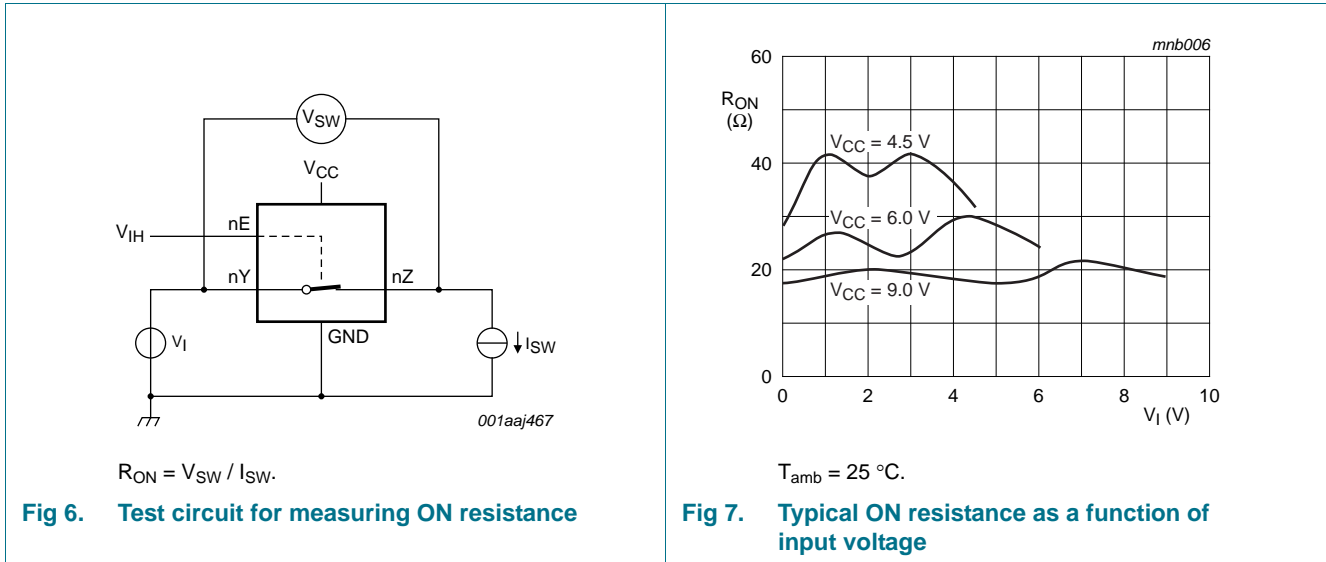 V_SW
V_CC
V_IH
nE
nY
nZ
GND
V_I
I_SW
001aaj467
R_ON = V_SW / I_SW.
Fig 6. Test circuit for measuring ON resistance
mnb006
60
R_ON
(Ω)
V_CC = 4.5 V
40
V_CC = 6.0 V
20
V_CC = 9.0 V
0
0 2 4 6 8 10
V_I (V)
T_amb = 25 °C.
Fig 7. Typical ON resistance as a function of
input voltage